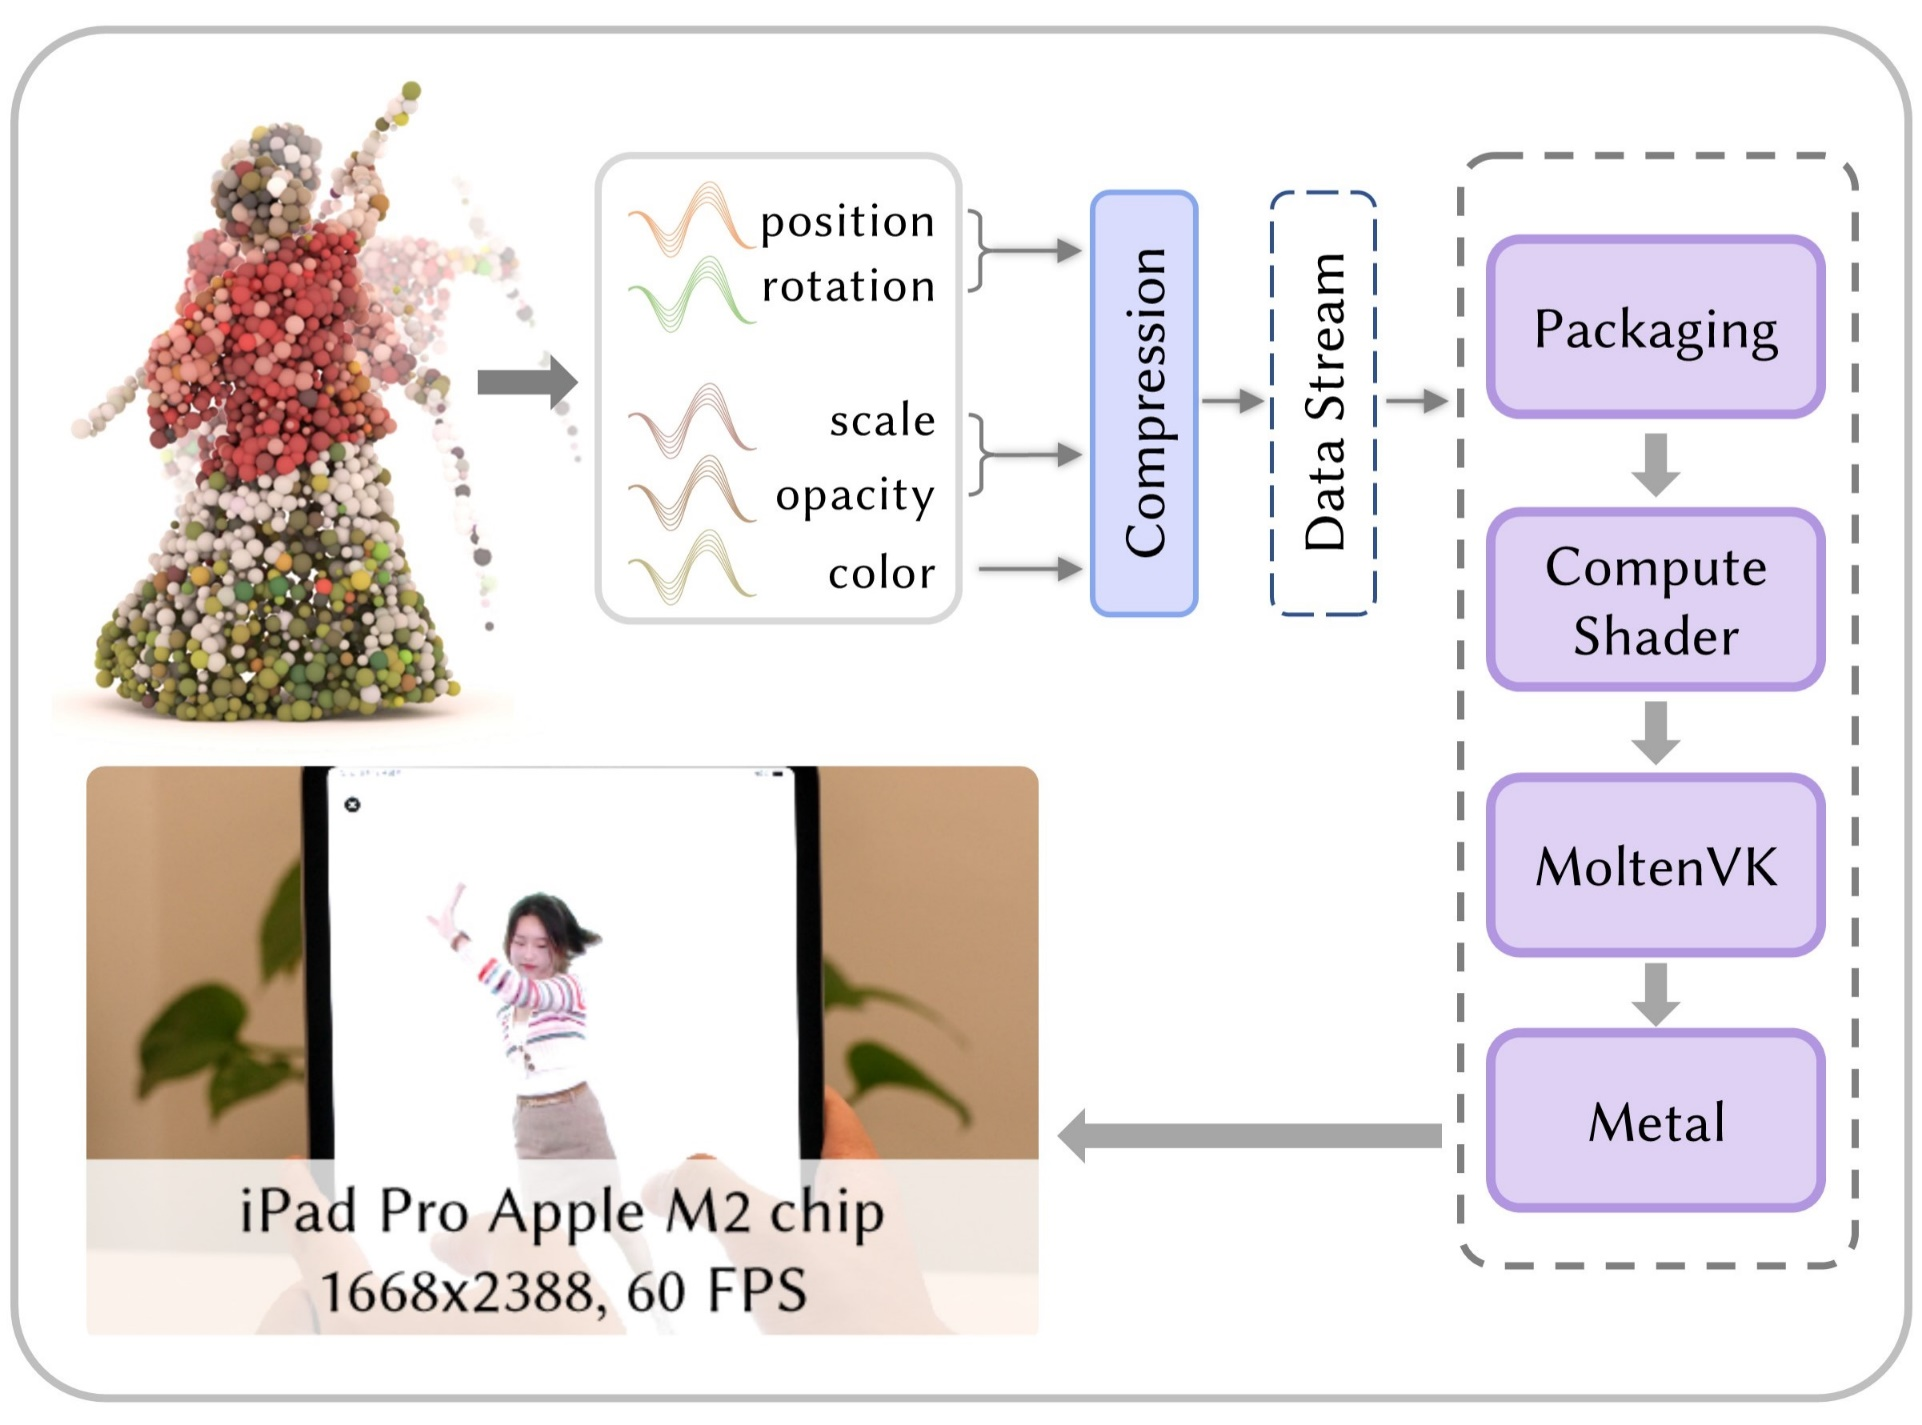 position
rotation
scale
opacity
color
Compression
Data Stream
Packaging
Compute
Shader
MoltenVK
Metal
iPad Pro Apple M2 chip
1668x2388, 60 FPS